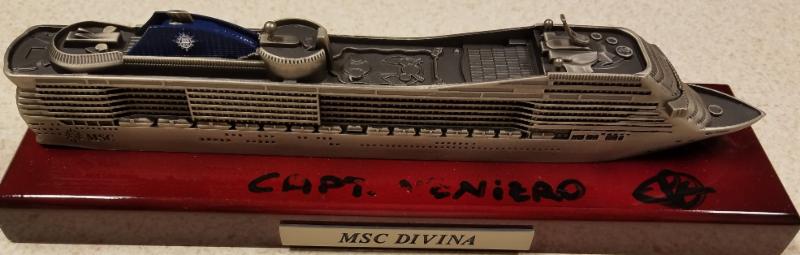 MSC
CAPT. VENIERO
MSC DIVINA